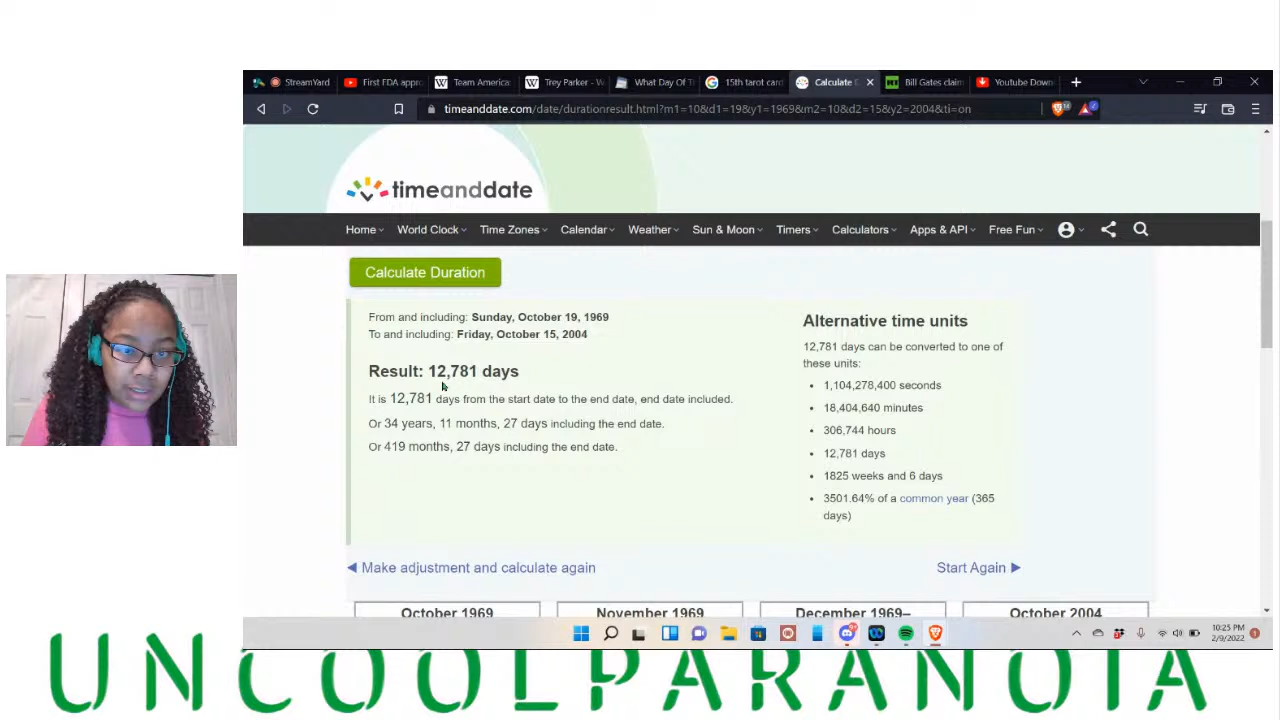 StreamYard
First FDA appro
Team America:
Trey Parker - W
What Day Of Th
15th tarot card
Calculate D
Bill Gates claim
Youtube Down
timeanddate.com/date/durationresult.html?m1=10&d1=19&y1=1969&m2=10&d2=15&y2=2004&ti=on
timeanddate
Home
World Clock
Time Zones
Calendar
Weather
Sun & Moon
Timers
Calculators
Apps & API
Free Fun
Calculate Duration
From and including: Sunday, October 19, 1969
To and including: Friday, October 15, 2004
Result: 12,781 days
It is 12,781 days from the start date to the end date, end date included.
Or 34 years, 11 months, 27 days including the end date.
Or 419 months, 27 days including the end date.
Alternative time units
12,781 days can be converted to one of
these units:
1,104,278,400 seconds
18,404,640 minutes
306,744 hours
12,781 days
1825 weeks and 6 days
3501.64% of a common year (365
days)
Make adjustment and calculate again
Start Again
October 1969
November 1969
December 1969–
October 2004
10:25 PM
2/9/2022
UNCOOLPARANOIA